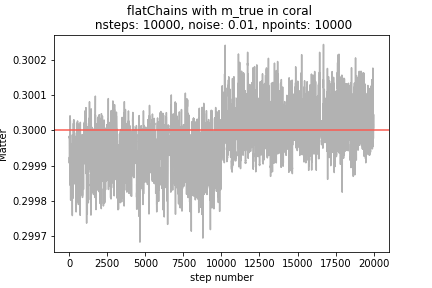 flatChains with m_true in coral
nsteps: 10000, noise: 0.01, npoints: 10000
0.3002
0.3001
0.3000
0.2999
0.2998
0.2997
Matter
0 2500 5000 7500 10000 12500 15000 17500 20000
step number